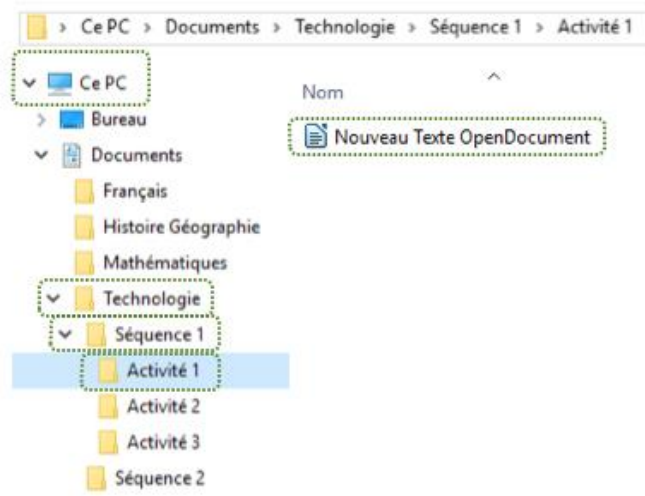 Ce PC > Documents > Technologie > Séquence 1 > Activité 1
Ce PC
Bureau
Documents
Français
Histoire Géographie
Mathématiques
Technologie
Séquence 1
Activité 1
Activité 2
Activité 3
Séquence 2
Nom
Nouveau Texte OpenDocument